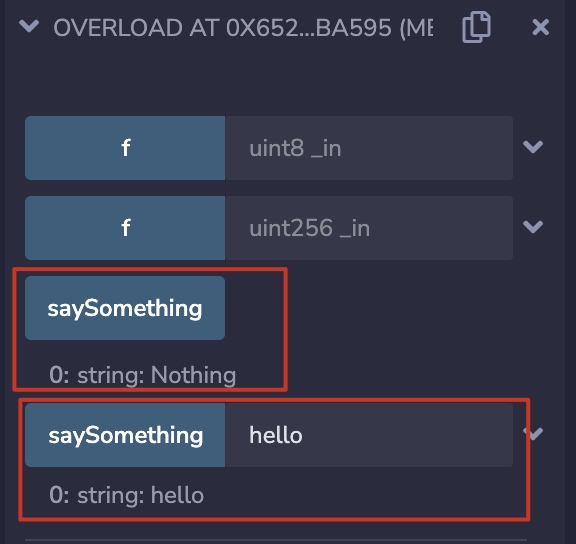 OVERLOAD AT 0X652...BA595 (ME
f uint8 _in
f uint256 _in
saySomething
0: string: Nothing
saySomething hello
0: string: hello